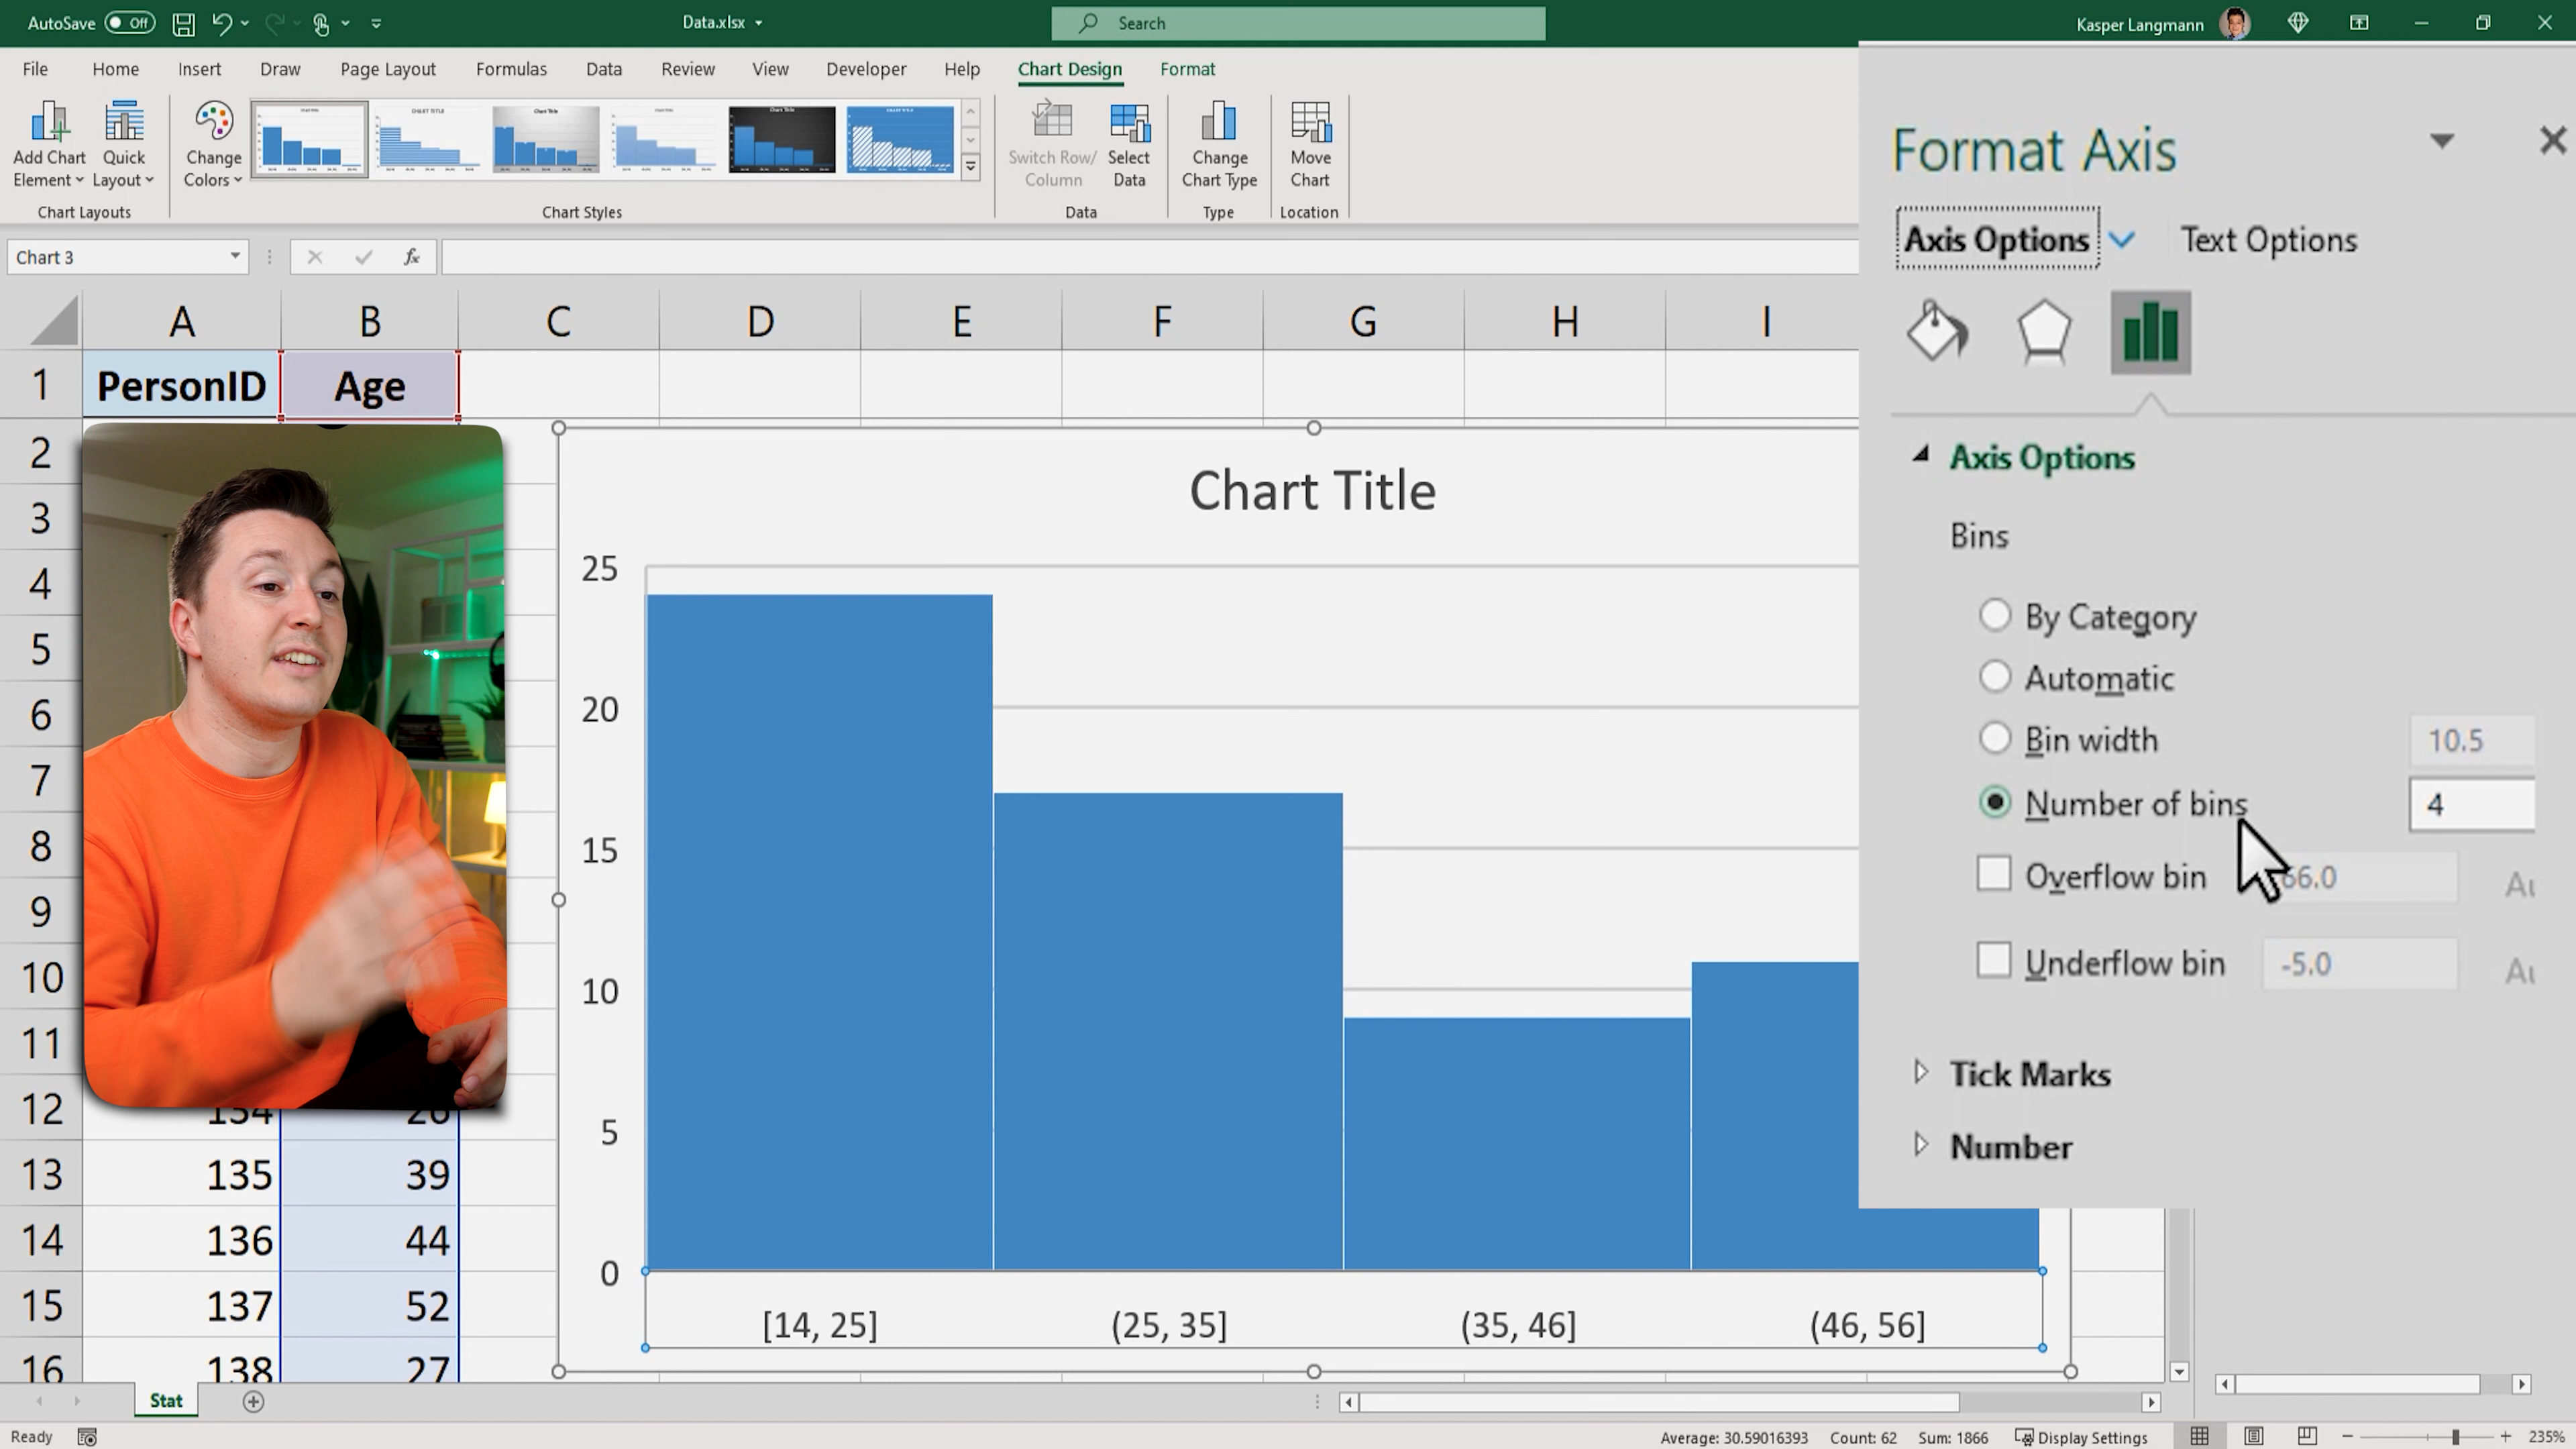 AutoSave Off Data.xlsx Search Kasper Langmann
File Home Insert Draw Page Layout Formulas Data Review View Developer Help Chart Design Format
Add Chart Element
Quick Layout
Chart Layouts
Change Colors
Chart Styles
Switch Row/Column
Select Data
Data
Change Chart Type
Type
Move Chart
Location
Chart 3 fx
A B C D E F G H I
1 PersonID Age
2
3
4
5
6
7
8
9
10
11
12 134
13 135 39
14 136 44
15 137 52
16 138 27
Chart Title
25
20
15
10
5
0
[14, 25] (25, 35] (35, 46] (46, 56]
Format Axis
Axis Options Text Options
Axis Options
Bins
By Category
Automatic
Bin width 10.5
Number of bins 4
Overflow bin
Underflow bin -5.0
Tick Marks
Number
Stat
Ready Average: 30.59016393 Count: 62 Sum: 1866 Display Settings 235%